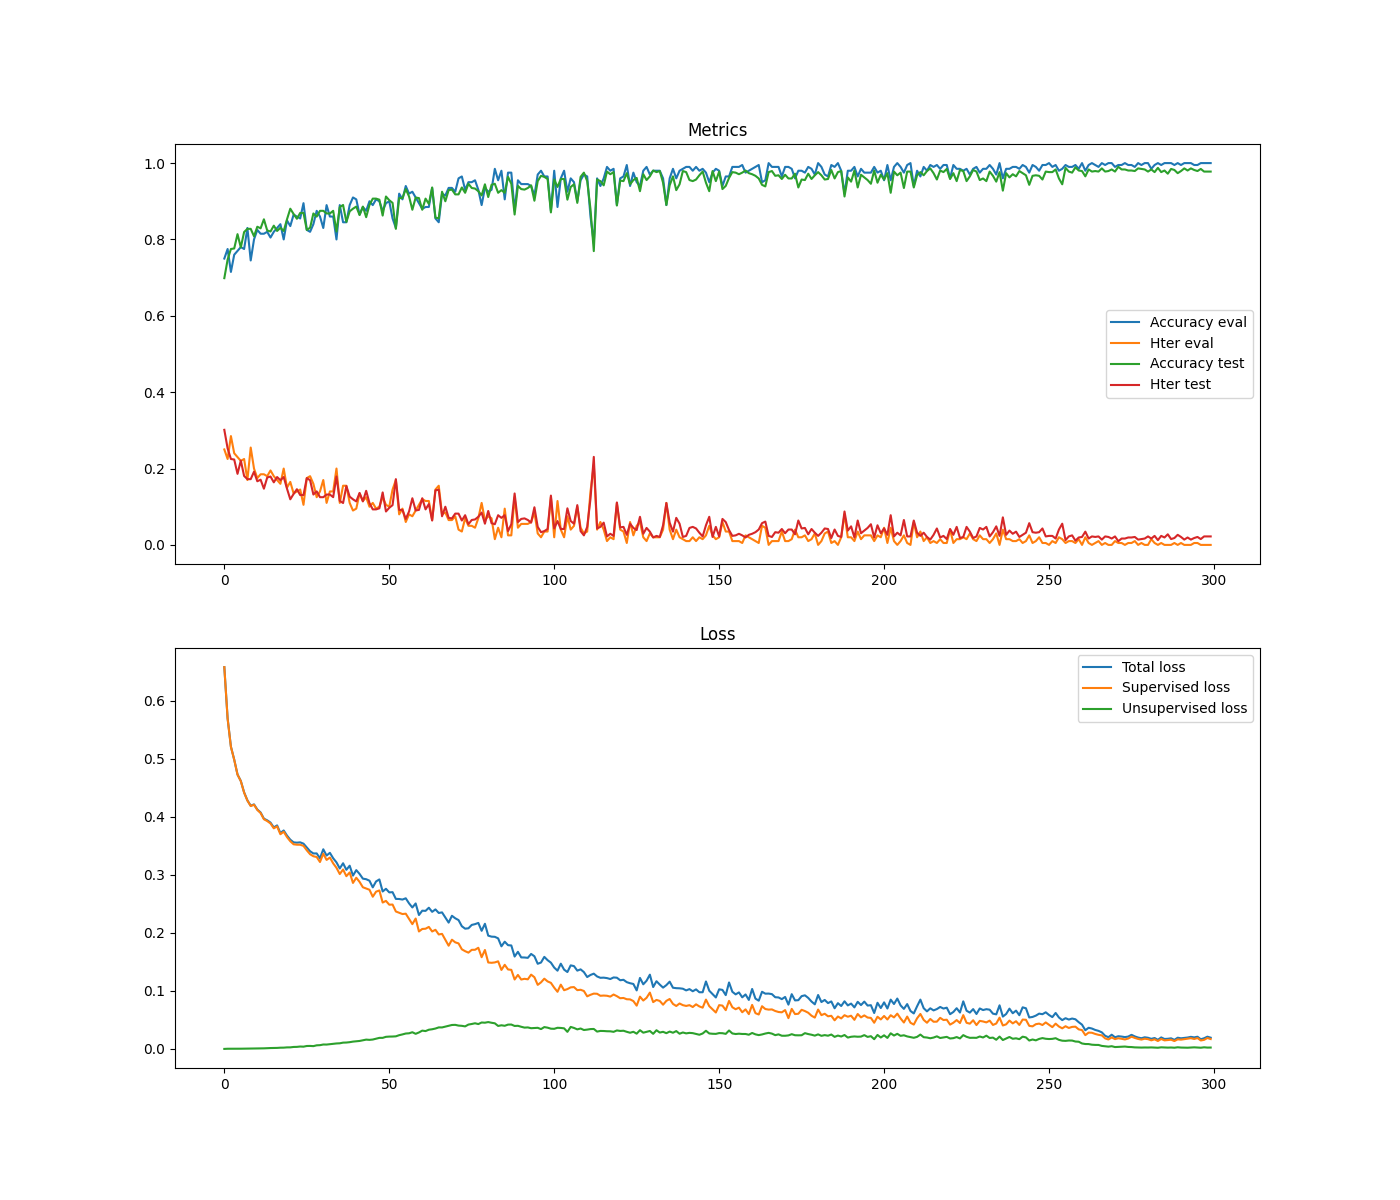 Metrics
1.0
0.8
0.6
0.4
0.2
0.0
Accuracy eval
Hter eval
Accuracy test
Hter test
0 50 100 150 200 250 300
Loss
0.6
0.5
0.4
0.3
0.2
0.1
0.0
Total loss
Supervised loss
Unsupervised loss
0 50 100 150 200 250 300